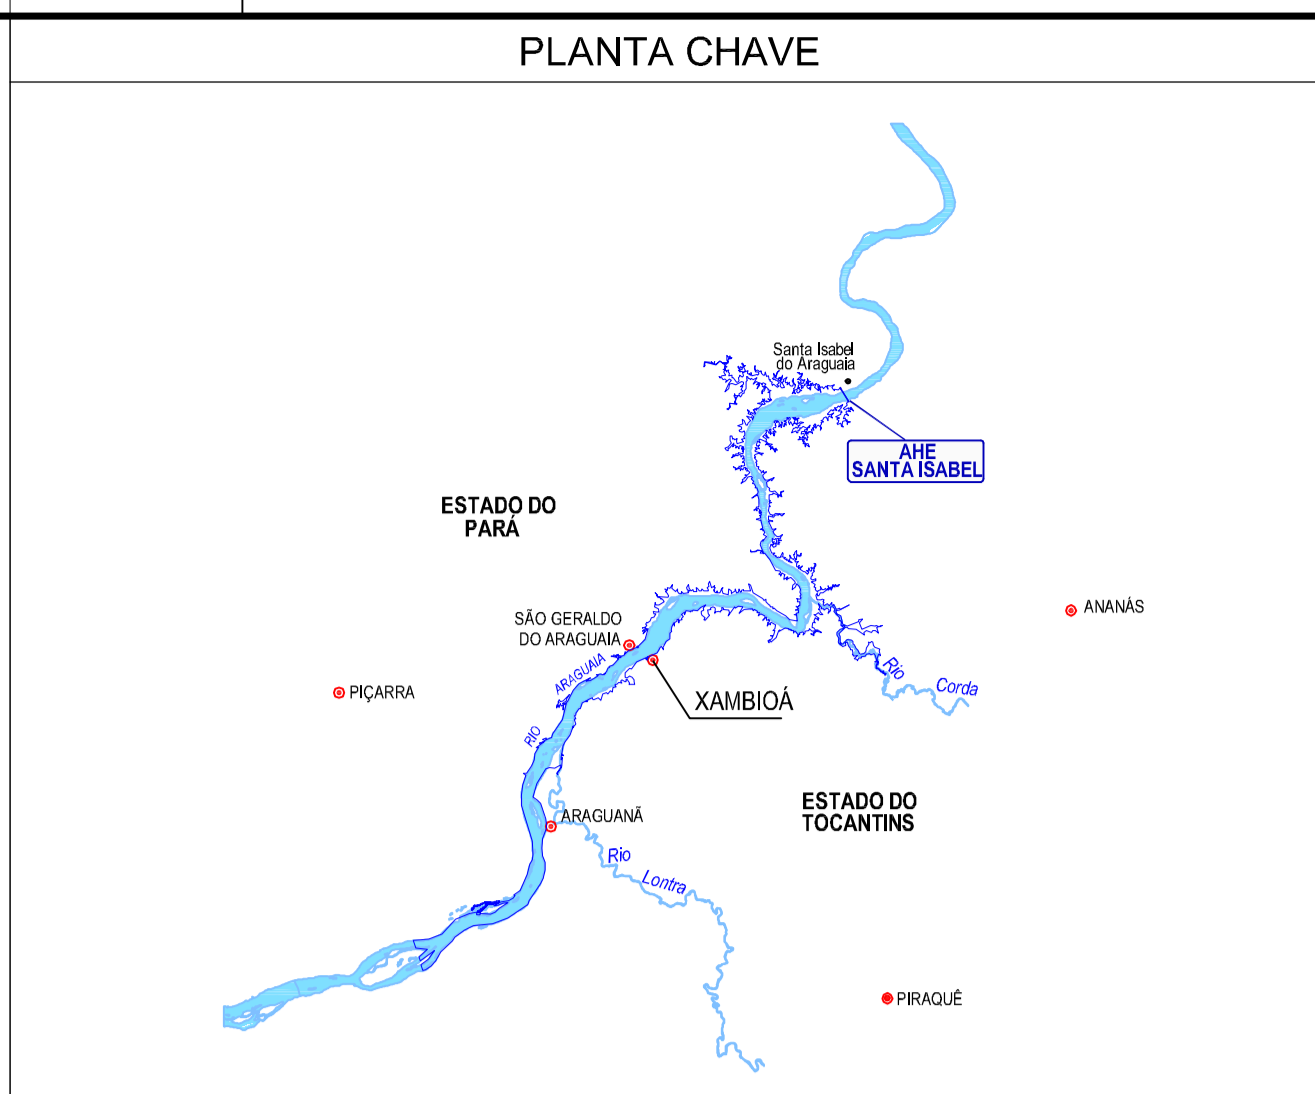 PLANTA CHAVE
Santa Isabel
do Araguaia
AHE
SANTA ISABEL
ESTADO DO
PARÁ
SÃO GERALDO
DO ARAGUAIA
ANANÁS
PIÇARRA
RIO ARAGUAIA
XAMBIOÁ
Rio Corda
ARAGUANÃ
ESTADO DO
TOCANTINS
Rio Lontra
PIRAQUÊ